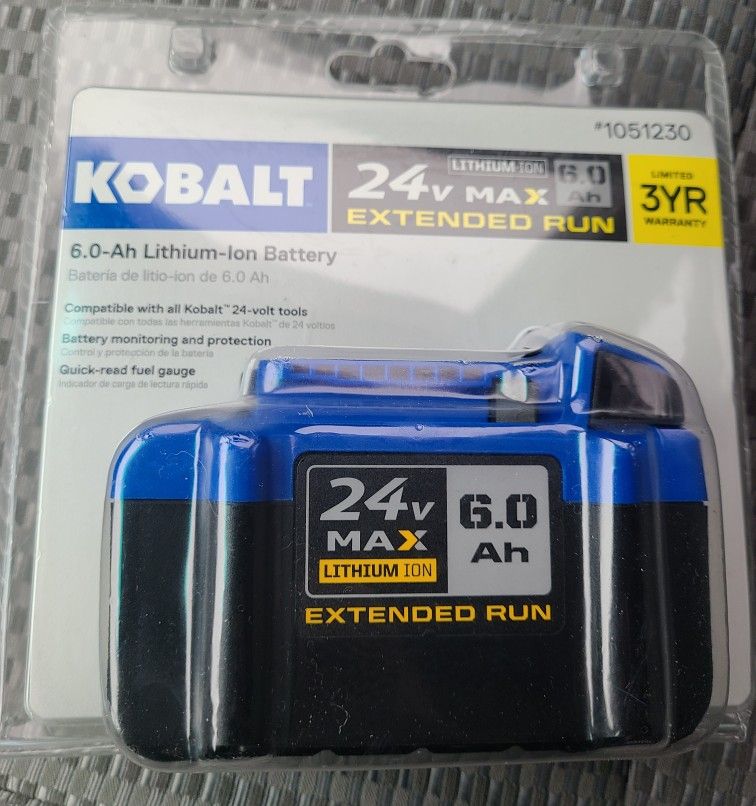 #1051230
KOBALT
LITHIUM-ION
24V MAX
6.0 Ah
EXTENDED RUN
LIMITED
3YR
WARRANTY
6.0-Ah Lithium-Ion Battery
Batería de litio-ion de 6.0 Ah
Compatible with all Kobalt™ 24-volt tools
Compatible con todas las herramientas Kobalt™ de 24 voltios
Battery monitoring and protection
Control y protección de la batería
Quick-read fuel gauge
Indicador de carga de lectura rápida
24V
MAX
LITHIUM ION
6.0
Ah
EXTENDED RUN